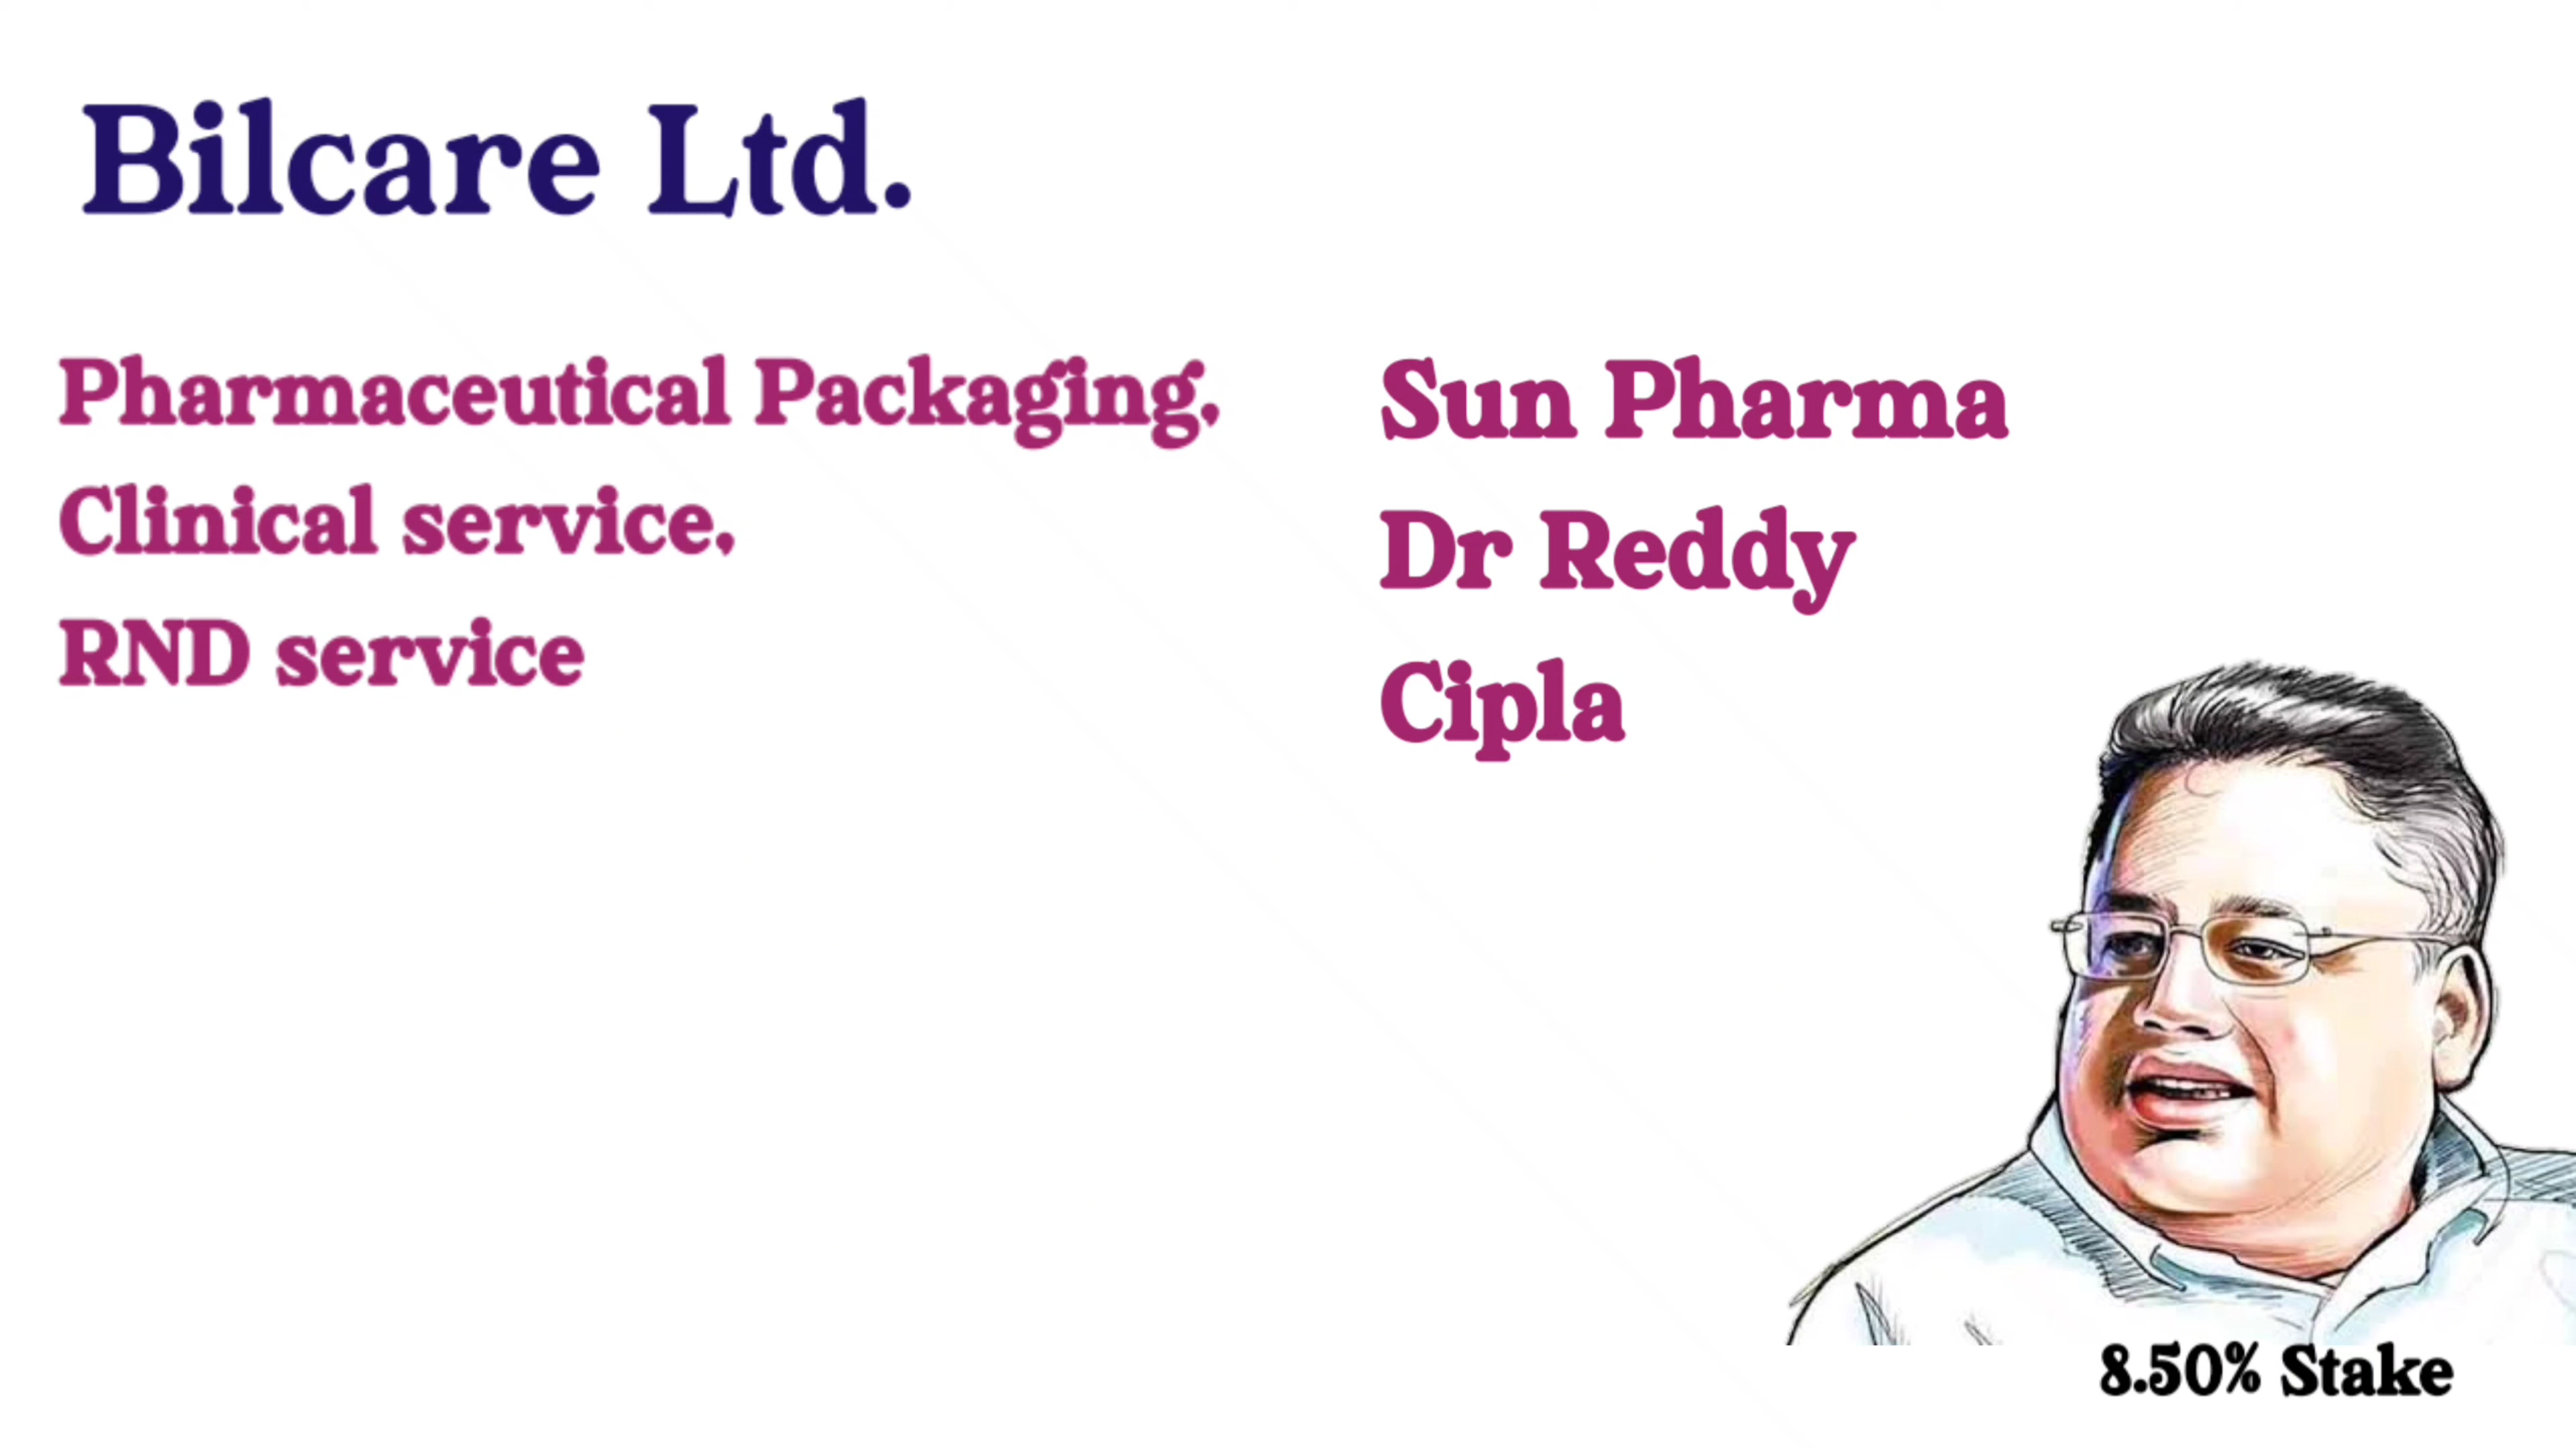 Bilcare Ltd.
Pharmaceutical Packaging,
Clinical service,
RND service
Sun Pharma
Dr Reddy
Cipla
8.50% Stake